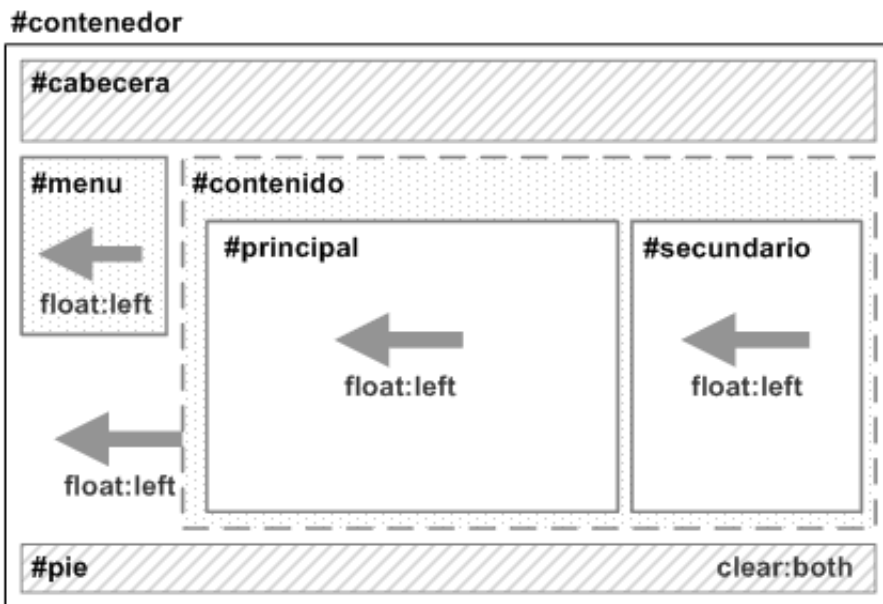 #contenedor
#cabecera
#menu
float:left
#contenido
#principal
float:left
#secundario
float:left
float:left
#pie
clear:both